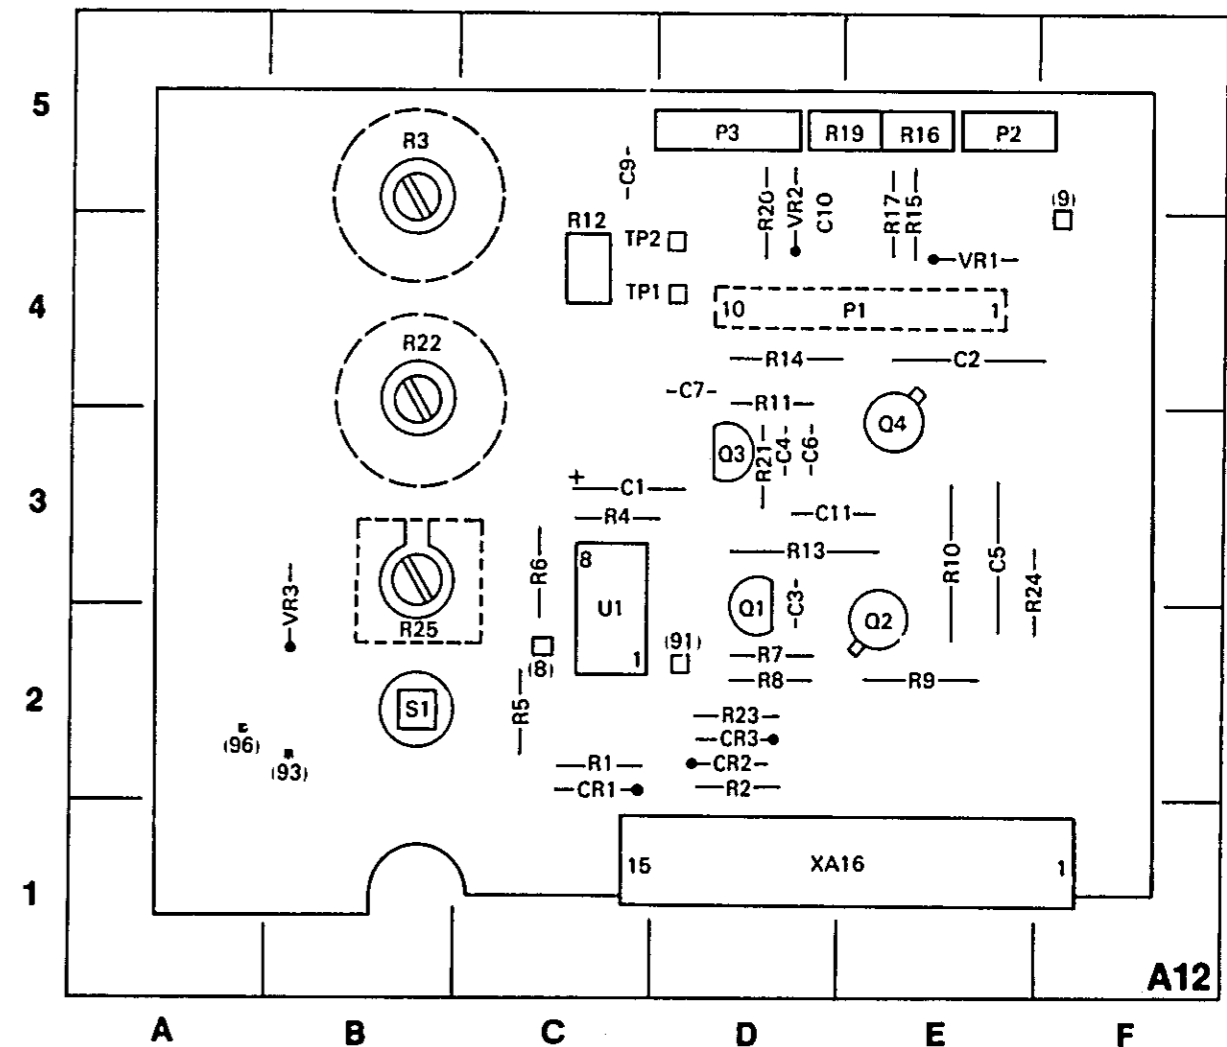 5
P3 R19 R16 P2
R3
C9
R20
VR2
C10
R17
R15
(9)
R12
TP2
VR1
TP1
4
10 P1 1
R22
R14
C2
C7
R11
Q4
Q3
R21
C4
C6
+
C1
3
R4
C11
R13
R10
C5
R24
8
R6
VR3
U1
Q1
C3
Q2
R25
1
(91)
(8)
R7
R8
R9
2
S1
R5
R23
(96)
CR3
(93)
R1
CR2
CR1
R2
1
15 XA16 1
A12
A B C D E F